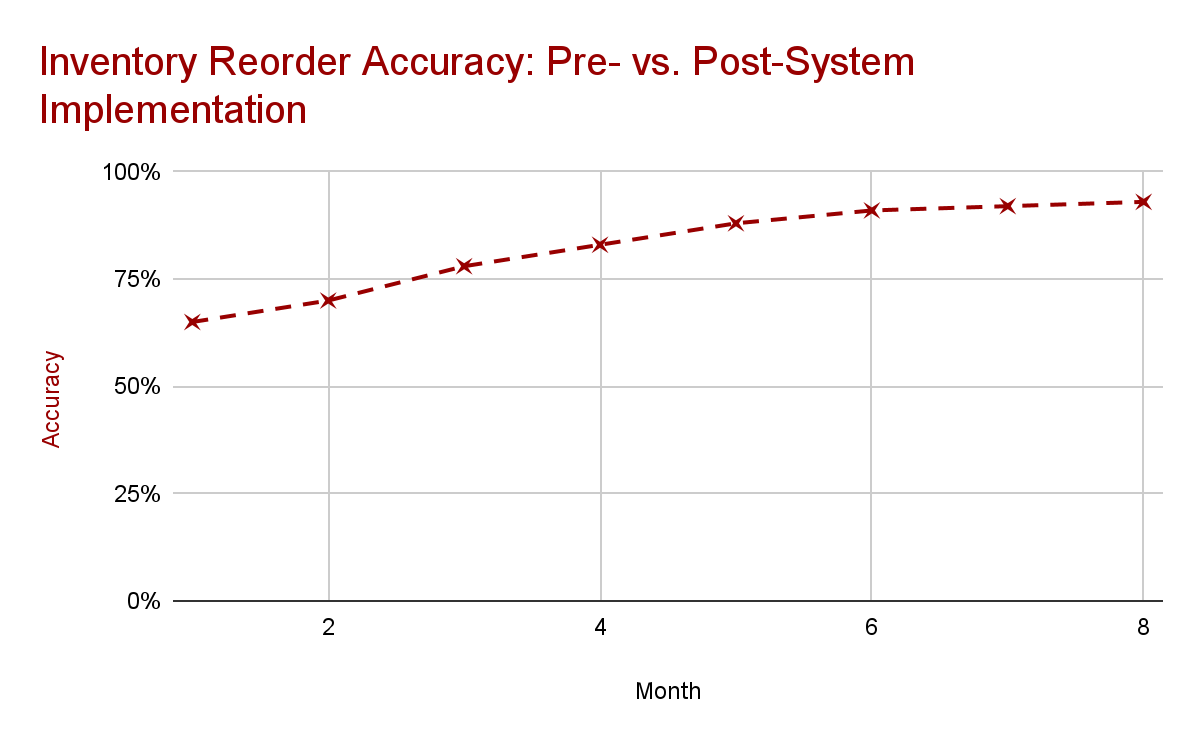 Inventory Reorder Accuracy: Pre- vs. Post-System
Implementation
100%
75%
50%
25%
0%
Accuracy
2
4
6
8
Month